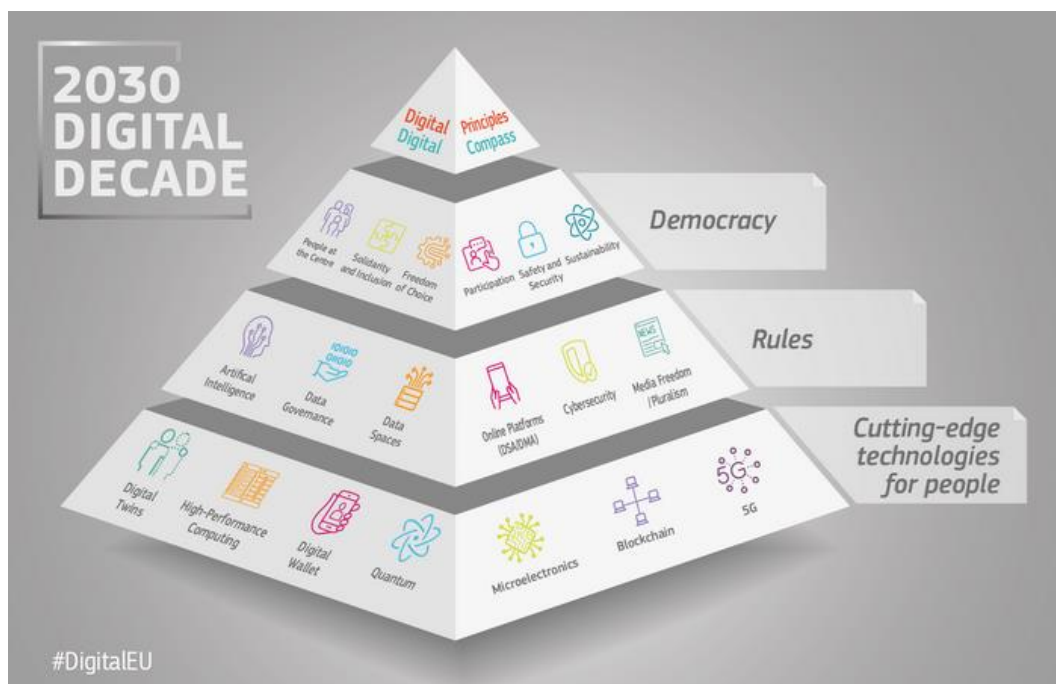 2030
DIGITAL
DECADE
Digital Principles
Digital Compass
People at
the Centre
Solidarity
and Inclusion
Freedom
of Choice
Participation
Safety and
Security
Sustainability
Democracy
Artifical
Intelligence
Data
Governance
Data
Spaces
Online Platforms
(DSA/DMA)
Cybersecurity
NEWS
Media Freedom
/Pluralism
Rules
Digital
Twins
High-Performance
Computing
Digital
Wallet
Quantum
Microelectronics
Blockchain
5G
5G
Cutting-edge
technologies
for people
#DigitalEU